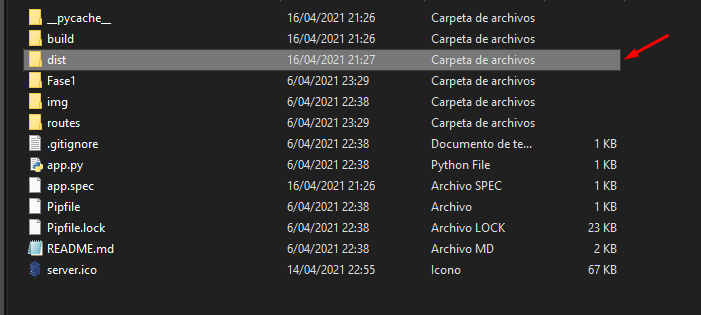 __pycache__ 16/04/2021 21:26 Carpeta de archivos
build 16/04/2021 21:26 Carpeta de archivos
dist 16/04/2021 21:27 Carpeta de archivos
Fase1 6/04/2021 23:29 Carpeta de archivos
img 6/04/2021 22:38 Carpeta de archivos
routes 6/04/2021 23:29 Carpeta de archivos
.gitignore 6/04/2021 22:38 Documento de te... 1 KB
app.py 6/04/2021 22:38 Python File 1 KB
app.spec 16/04/2021 21:26 Archivo SPEC 1 KB
Pipfile 6/04/2021 22:38 Archivo 1 KB
Pipfile.lock 6/04/2021 22:38 Archivo LOCK 23 KB
README.md 6/04/2021 22:38 Archivo MD 2 KB
server.ico 14/04/2021 22:55 Icono 67 KB